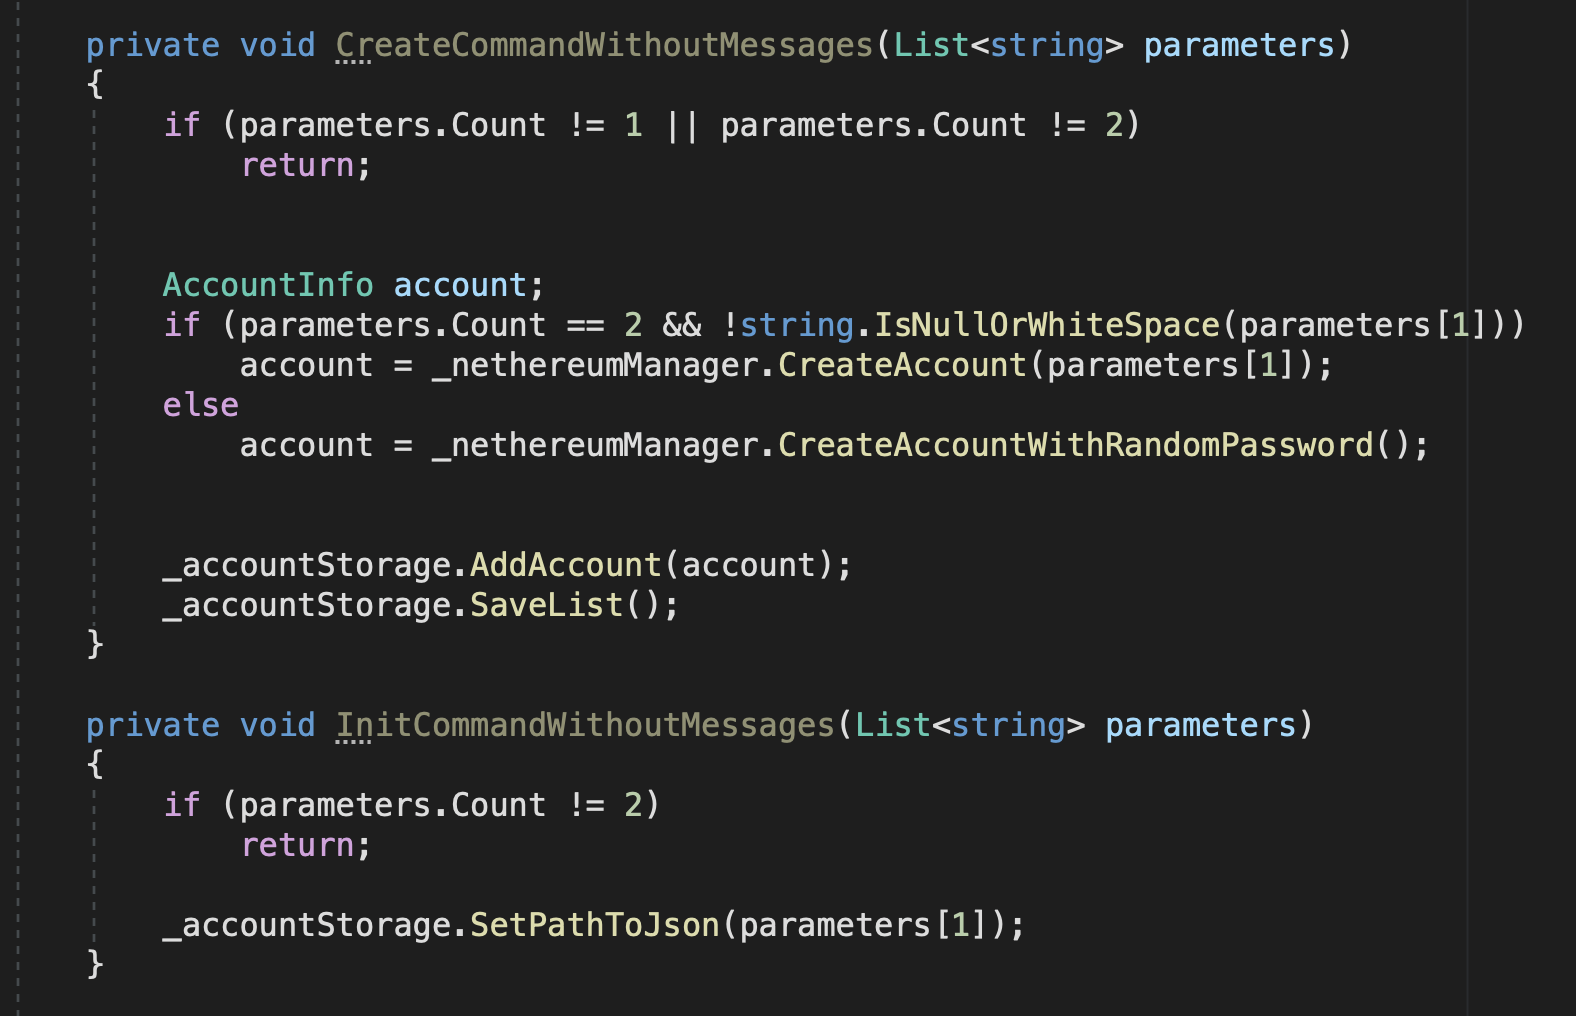 private void CreateCommandWithoutMessages(List<string> parameters)
{
if (parameters.Count != 1 || parameters.Count != 2)
return;
AccountInfo account;
if (parameters.Count == 2 && !string.IsNullOrWhiteSpace(parameters[1]))
account = _nethereumManager.CreateAccount(parameters[1]);
else
account = _nethereumManager.CreateAccountWithRandomPassword();
_accountStorage.AddAccount(account);
_accountStorage.SaveList();
}
private void InitCommandWithoutMessages(List<string> parameters)
{
if (parameters.Count != 2)
return;
_accountStorage.SetPathToJson(parameters[1]);
}